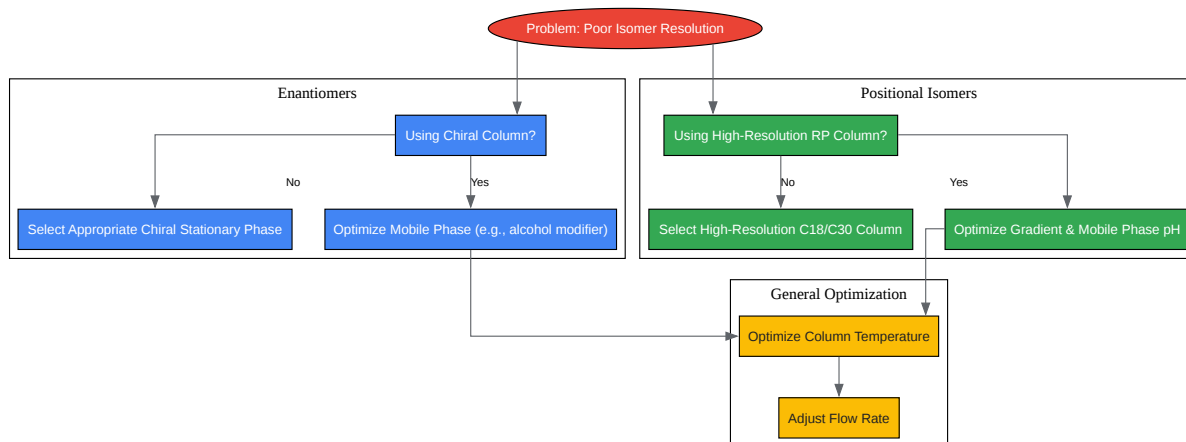 Problem: Poor Isomer Resolution
Enantiomers
Positional Isomers
Using Chiral Column?
Using High-Resolution RP Column?
No
Yes
No
Yes
Select Appropriate Chiral Stationary Phase
Optimize Mobile Phase (e.g., alcohol modifier)
Select High-Resolution C18/C30 Column
Optimize Gradient & Mobile Phase pH
General Optimization
Optimize Column Temperature
Adjust Flow Rate